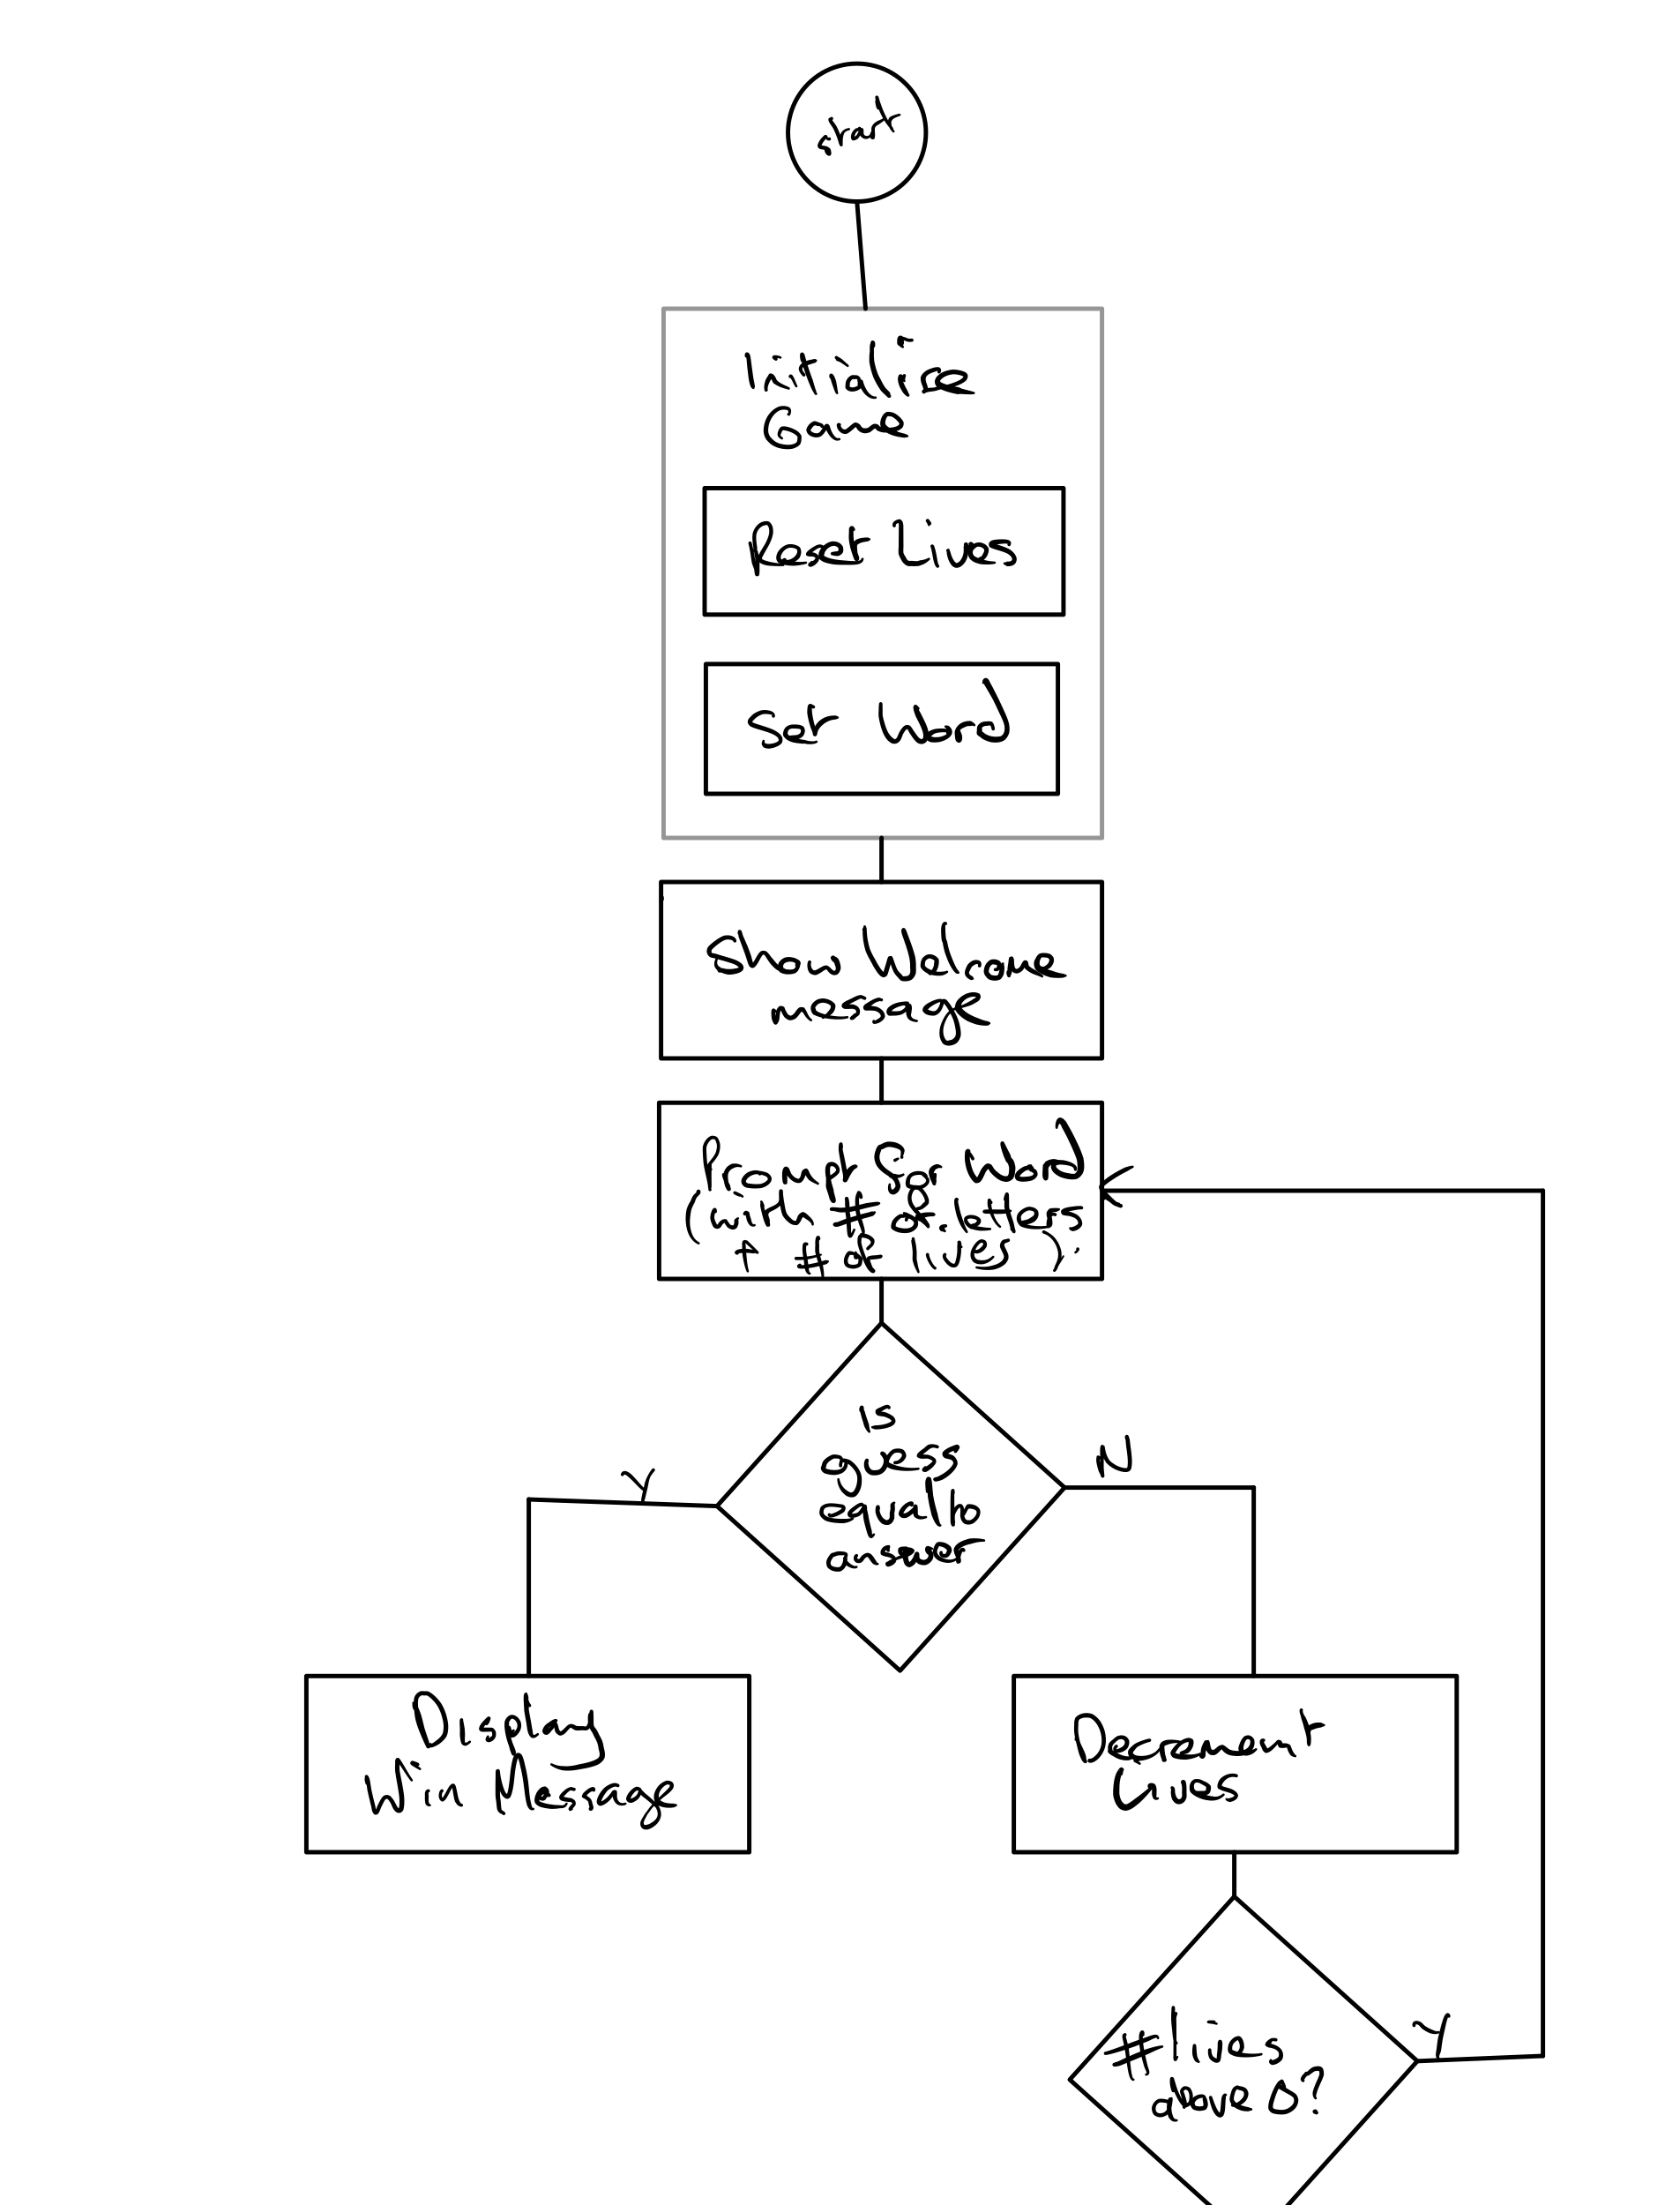 start
Initialise
Game
Reset Lives
Set Word
Show Welcome
message
Prompt for Word
(with # of letters
+ # of lives).
Is
guess
equal to
answer
Y
N
Display
Win Message
Decrement
Lives
# lives
above 0?
Y